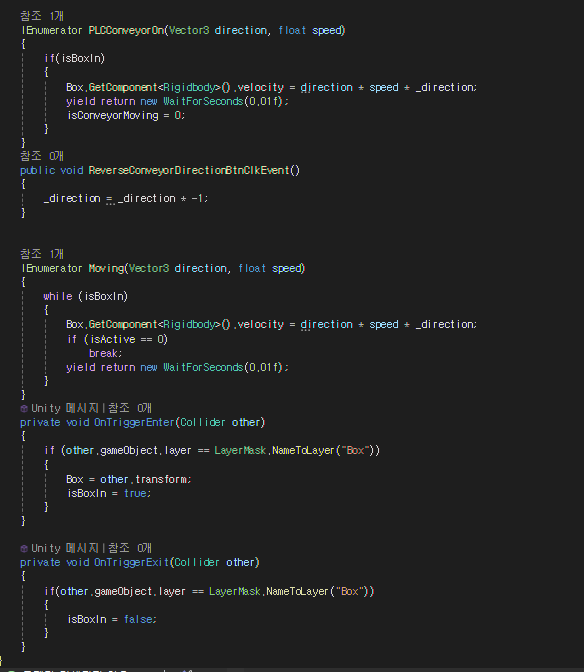 참조 1개
IEnumerator PLCConveyorOn(Vector3 direction, float speed)
{
if(isBoxIn)
{
Box.GetComponent<Rigidbody>().velocity = direction * speed * _direction;
yield return new WaitForSeconds(0.01f);
isConveyorMoving = 0;
}
}
참조 0개
public void ReverseConveyorDirectionBtnClkEvent()
{
_direction = _direction * -1;
}
참조 1개
IEnumerator Moving(Vector3 direction, float speed)
{
while (isBoxIn)
{
Box.GetComponent<Rigidbody>().velocity = direction * speed * _direction;
if (isActive == 0)
break;
yield return new WaitForSeconds(0.01f);
}
}
Unity 메시지|참조 0개
private void OnTriggerEnter(Collider other)
{
if (other.gameObject.layer == LayerMask.NameToLayer("Box"))
{
Box = other.transform;
isBoxIn = true;
}
}
Unity 메시지|참조 0개
private void OnTriggerExit(Collider other)
{
if(other.gameObject.layer == LayerMask.NameToLayer("Box"))
{
isBoxIn = false;
}
}
}